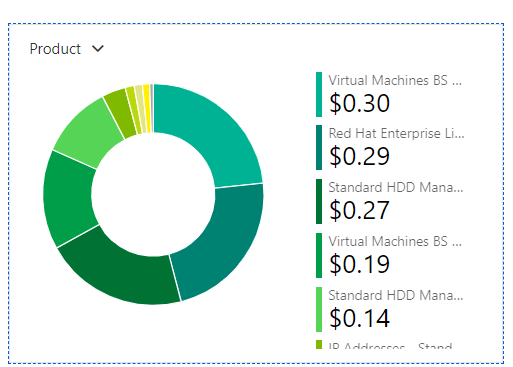 Product
Virtual Machines BS ...
$0.30
Red Hat Enterprise Li...
$0.29
Standard HDD Mana...
$0.27
Virtual Machines BS ...
$0.19
Standard HDD Mana...
$0.14
IP Addresses - Stand...